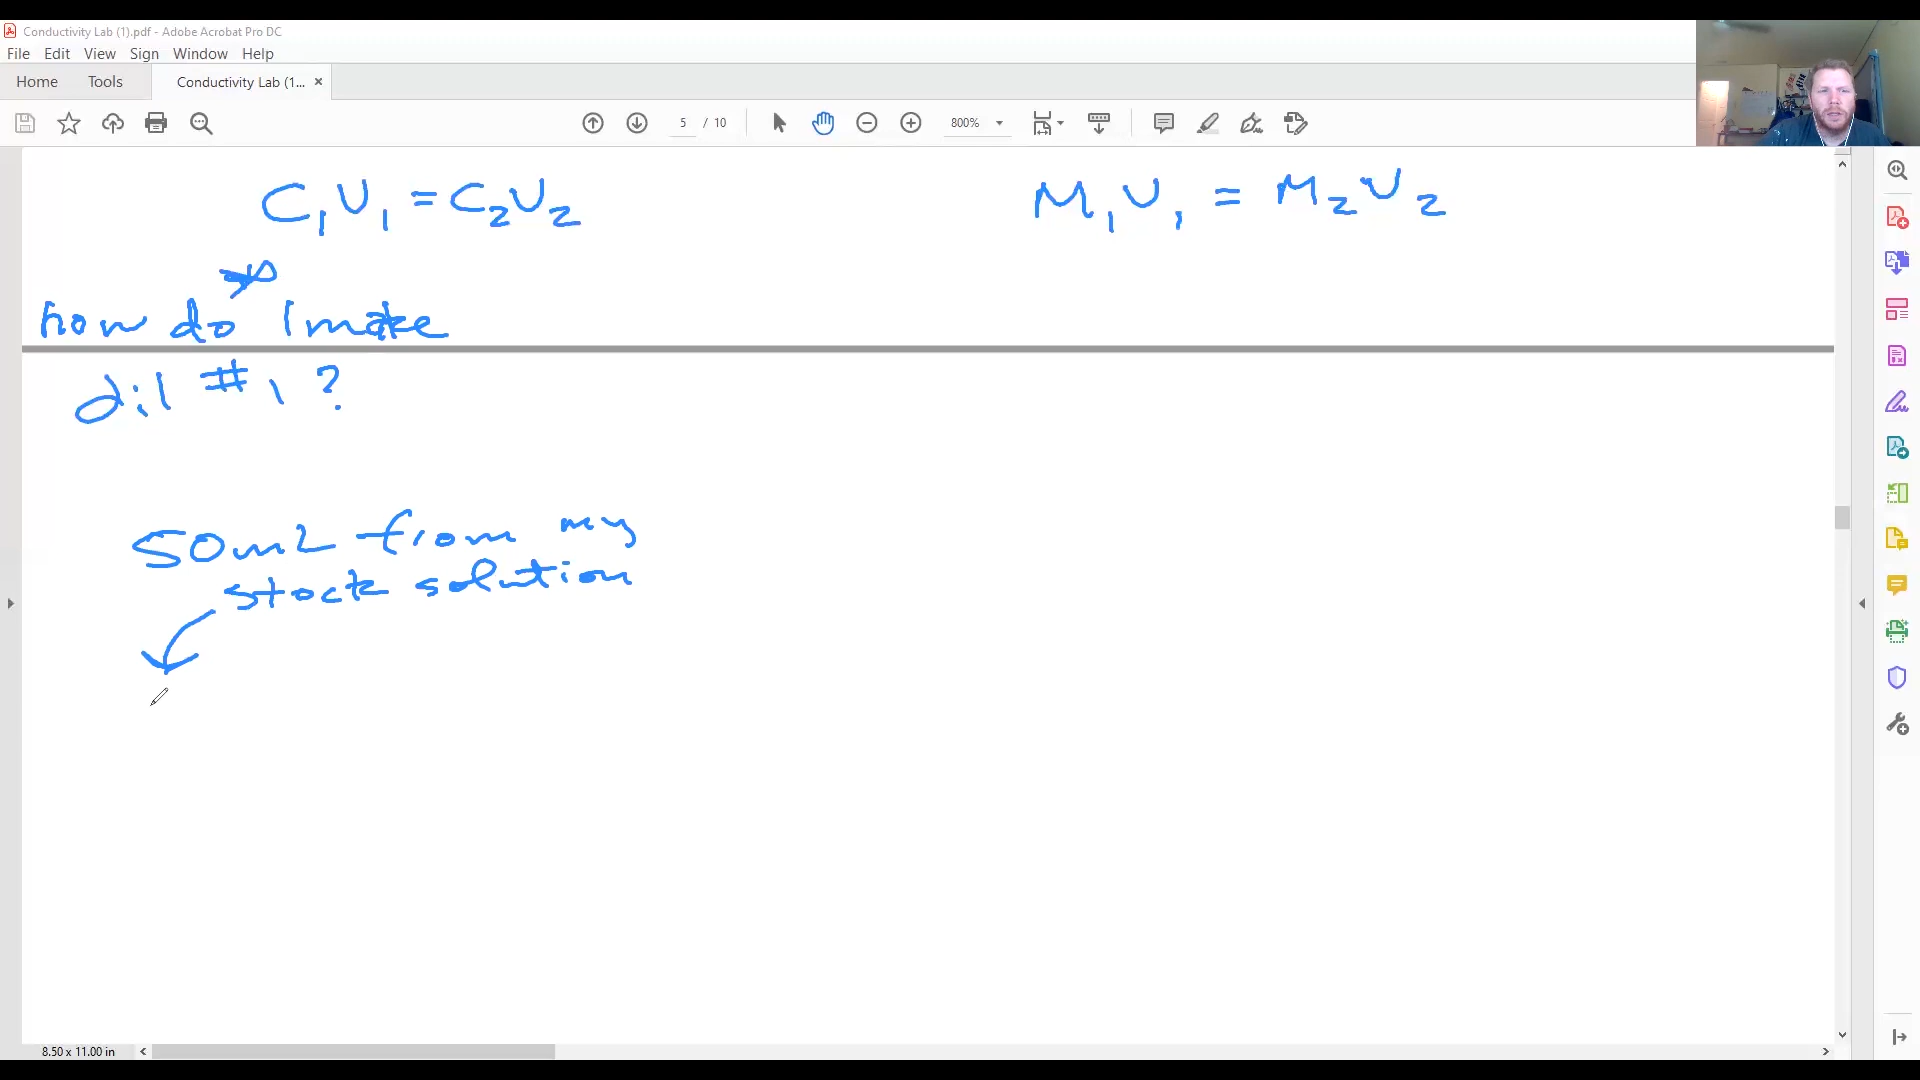 Conductivity Lab (1).pdf - Adobe Acrobat Pro DC
File Edit View Sign Window Help
Home Tools Conductivity Lab (1... ×
5 / 10 800%
C₁V₁ = C₂V₂ M₁V₁ = M₂V₂
how do I make
dil #1?
50mL from my
stock solution
8.50 x 11.00 in